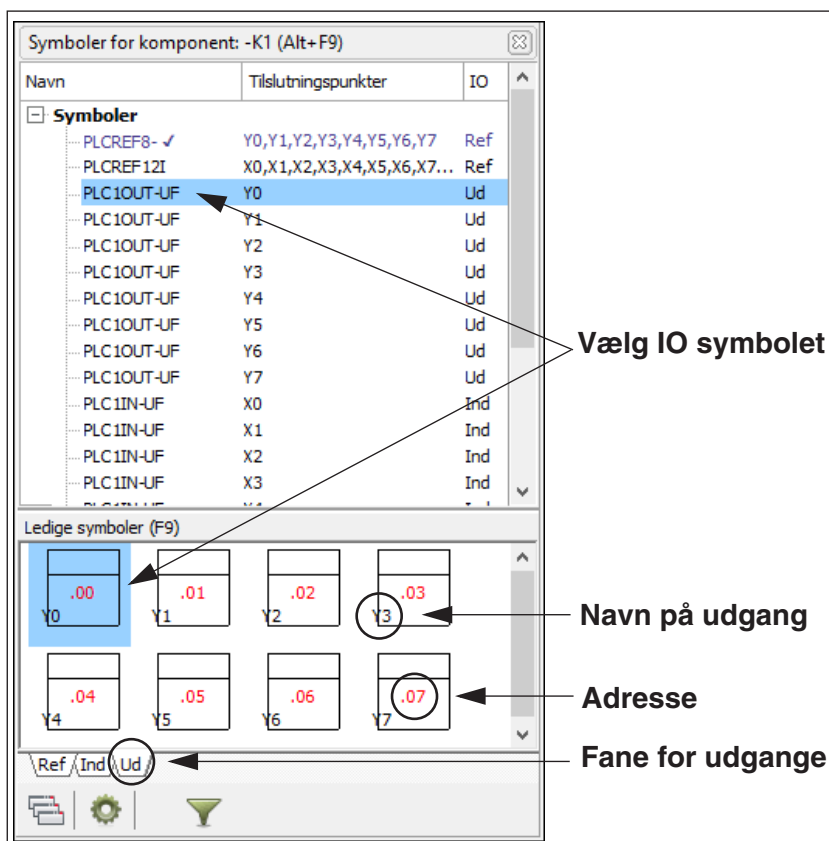 Symboler for komponent: -K1 (Alt+F9)
Navn Tilslutningspunkter IO
Symboler
PLCREF8- ✓ Y0,Y1,Y2,Y3,Y4,Y5,Y6,Y7 Ref
PLCREF12I X0,X1,X2,X3,X4,X5,X6,X7... Ref
PLC1OUT-UF Y0 Ud
PLC1OUT-UF Y1 Ud
PLC1OUT-UF Y2 Ud
PLC1OUT-UF Y3 Ud
PLC1OUT-UF Y4 Ud
PLC1OUT-UF Y5 Ud
PLC1OUT-UF Y6 Ud
PLC1OUT-UF Y7 Ud
PLC1IN-UF X0 Ind
PLC1IN-UF X1 Ind
PLC1IN-UF X2 Ind
PLC1IN-UF X3 Ind
Vælg IO symbolet
Ledige symboler (F9)
.00 .01 .02 .03
Y0 Y1 Y2 Y3
Navn på udgang
.04 .05 .06 .07
Y4 Y5 Y6 Y7
Adresse
Ref Ind Ud
Fane for udgange